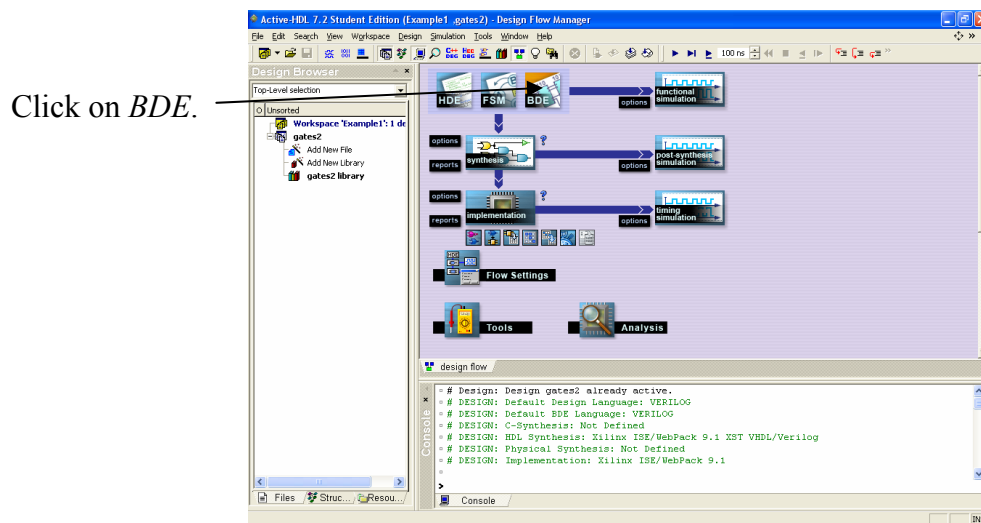 Click on BDE.
Active-HDL 7.2 Student Edition (Example1 ,gates2) - Design Flow Manager
File Edit Search View Workspace Design Simulation Tools Window Help
100 ns
Design Browser
Top-Level selection
Unsorted
Workspace 'Example1': 1 de
gates2
Add New File
Add New Library
gates2 library
Files
Struc...
Resou...
HDE
FSM
BDE
options
functional simulation
options
reports
synthesis
options
post-synthesis simulation
options
reports
implementation
options
timing simulation
Flow Settings
Tools
Analysis
design flow
Console
# Design: Design gates2 already active.
# DESIGN: Default Design Language: VERILOG
# DESIGN: Default BDE Language: VERILOG
# DESIGN: C-Synthesis: Not Defined
# DESIGN: HDL Synthesis: Xilinx ISE/WebPack 9.1 XST VHDL/Verilog
# DESIGN: Physical Synthesis: Not Defined
# DESIGN: Implementation: Xilinx ISE/WebPack 9.1
>
Console